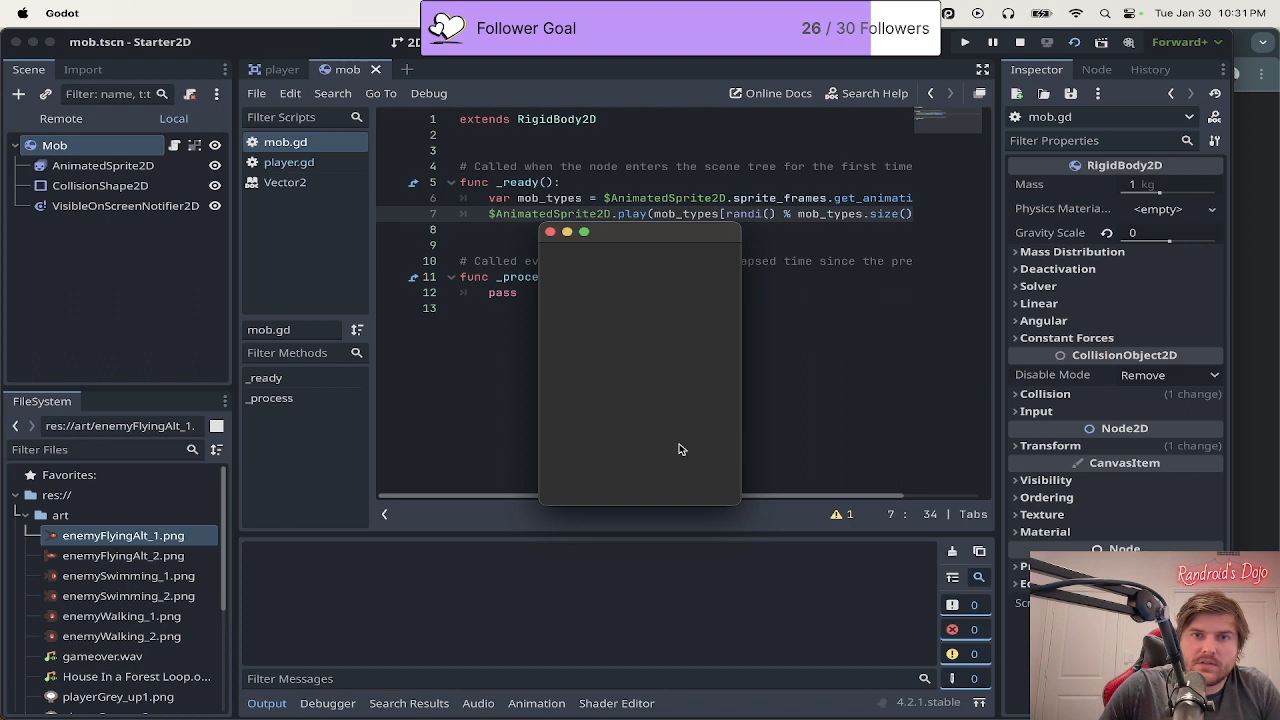 Godot
Tue Jan 30 10:31 PM
Follower Goal
26 / 30 Followers
mob.tscn - Starter2D
2D
Forward+
Scene
Import
Filter: name, t:t
Remote
Local
Mob
AnimatedSprite2D
CollisionShape2D
VisibleOnScreenNotifier2D
player
mob
File
Edit
Search
Go To
Debug
Online Docs
Search Help
Filter Scripts
mob.gd
player.gd
Vector2
mob.gd
Filter Methods
_ready
_process
1 extends RigidBody2D
2
3
4 # Called when the node enters the scene tree for the first time
5 func _ready():
6 var mob_types = $AnimatedSprite2D.sprite_frames.get_animati
7 $AnimatedSprite2D.play(mob_types[randi() % mob_types.size()
8
9
10 # Called ev apsed time since the pre
11 func _proce
12 pass
13
1
7 : 34 | Tabs
Inspector
Node
History
mob.gd
Filter Properties
RigidBody2D
Mass
1 kg
Physics Materia...
<empty>
Gravity Scale
0
Mass Distribution
Deactivation
Solver
Linear
Angular
Constant Forces
CollisionObject2D
Disable Mode
Remove
Collision
(1 change)
Input
Node2D
Transform
(1 change)
CanvasItem
Visibility
Ordering
Texture
Material
Node
FileSystem
res://art/enemyFlyingAlt_1.
Filter Files
Favorites:
res://
art
enemyFlyingAlt_1.png
enemyFlyingAlt_2.png
enemySwimming_1.png
enemySwimming_2.png
enemyWalking_1.png
enemyWalking_2.png
gameover.wav
House In a Forest Loop.o...
playerGrey_up1.png
0
0
0
0
Filter Messages
Output
Debugger
Search Results
Audio
Animation
Shader Editor
4.2.1.stable
Randroid's Dojo